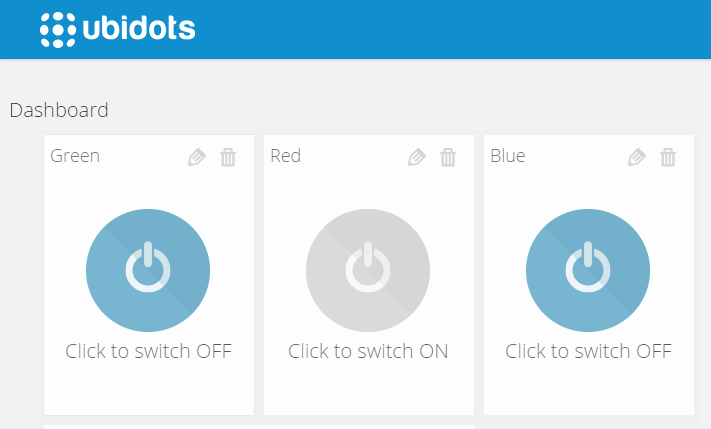 ubidots
Dashboard
Green
Red
Blue
Click to switch OFF
Click to switch ON
Click to switch OFF